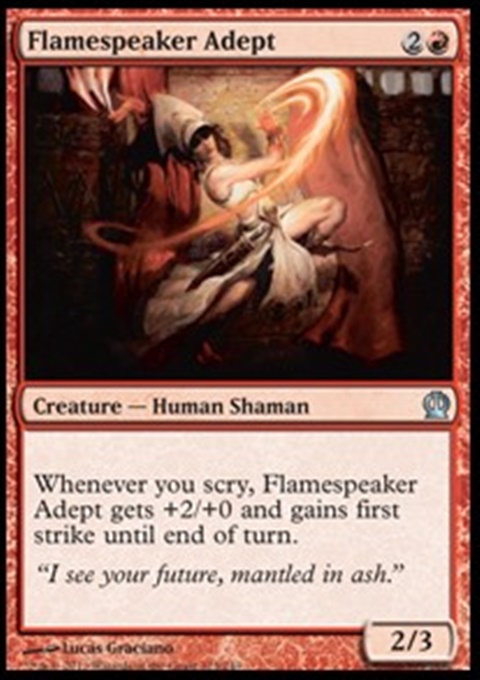 Flamespeaker Adept 2
Creature — Human Shaman
Whenever you scry, Flamespeaker
Adept gets +2/+0 and gains first
strike until end of turn.
“I see your future, mantled in ash.”
Lucas Graciano
2/3